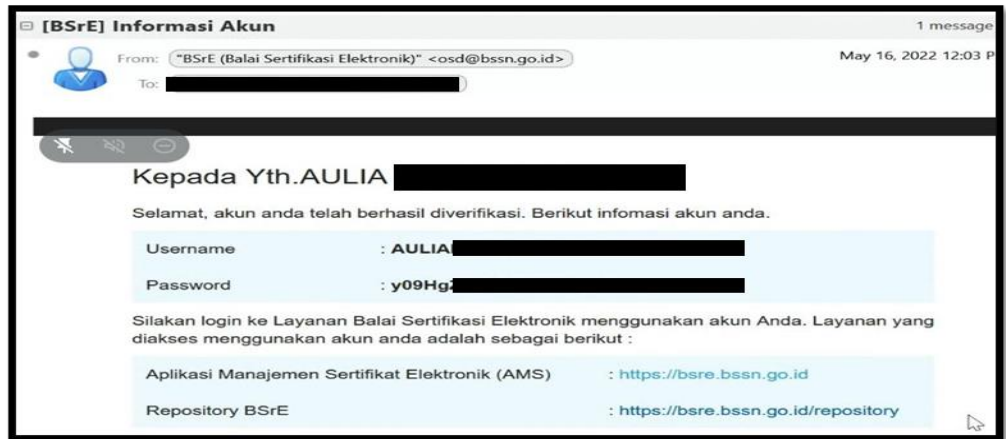 [BSrE] Informasi Akun
1 message
From: "BSrE (Balai Sertifikasi Elektronik)" <osd@bssn.go.id>
May 16, 2022 12:03 P
To:
Kepada Yth.AULIA
Selamat, akun anda telah berhasil diverifikasi. Berikut infomasi akun anda.
Username : AULIA
Password : y09Hg
Silakan login ke Layanan Balai Sertifikasi Elektronik menggunakan akun Anda. Layanan yang
diakses menggunakan akun anda adalah sebagai berikut :
Aplikasi Manajemen Sertifikat Elektronik (AMS) : https://bsre.bssn.go.id
Repository BSrE : https://bsre.bssn.go.id/repository